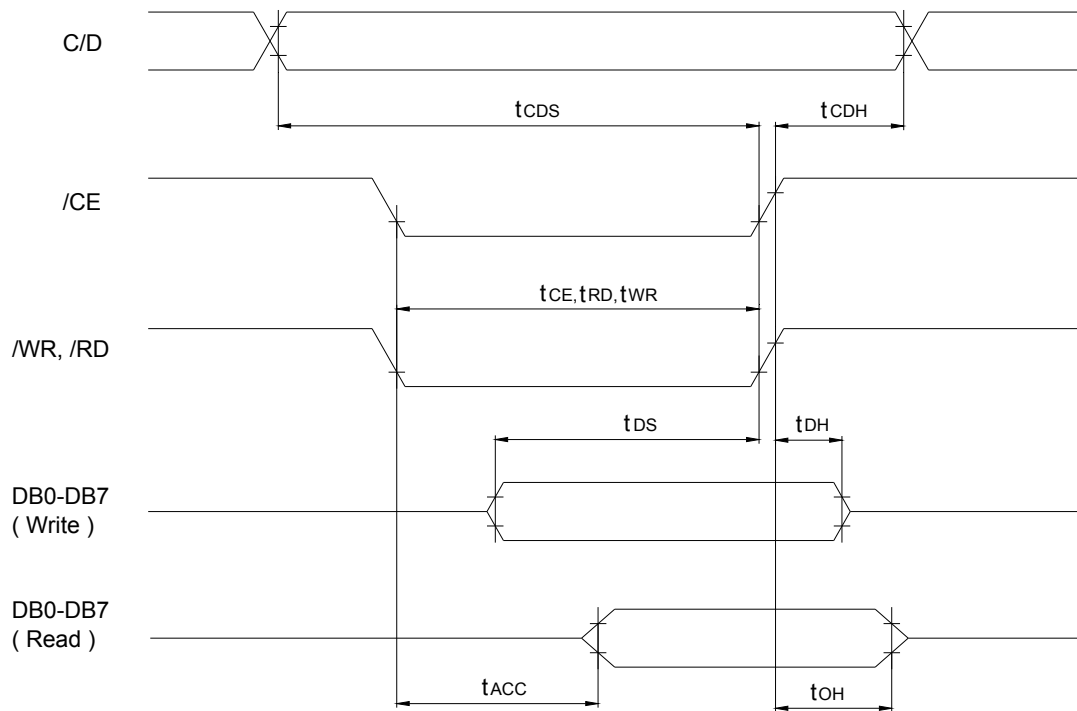 C/D
tCDS
tCDH
/CE
tCE,tRD,tWR
/WR, /RD
tDS
tDH
DB0-DB7
( Write )
DB0-DB7
( Read )
tACC
tOH